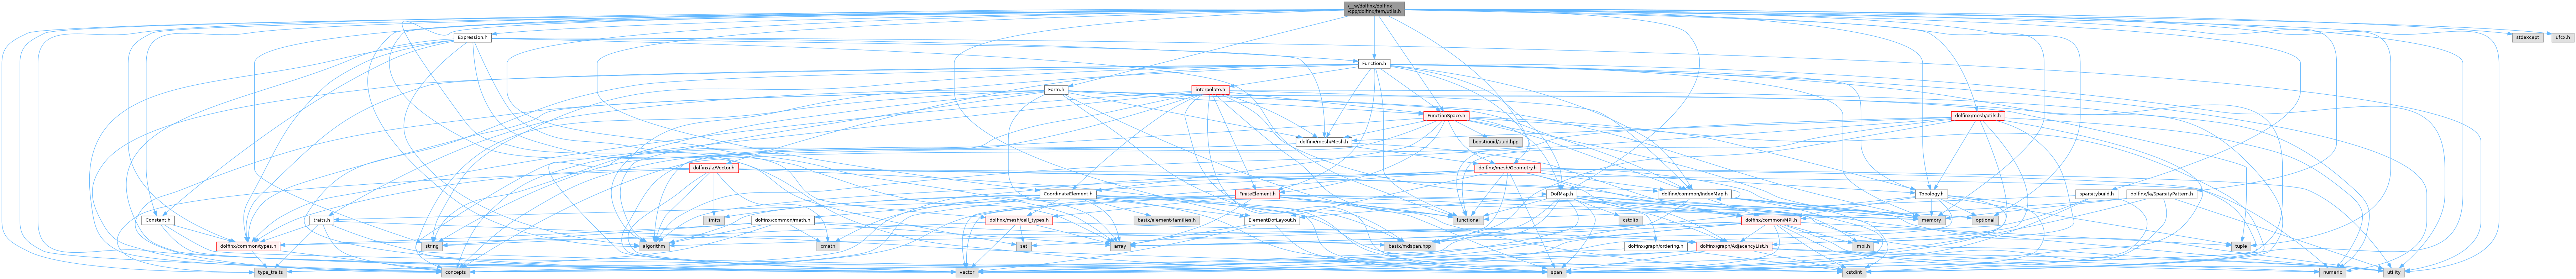 /__w/dolfinx/dolfinx
/cpp/dolfinx/fem/utils.h
Expression.h
stdexcept
ufcx.h
Function.h
Form.h
interpolate.h
FunctionSpace.h
dolfinx/mesh/utils.h
dolfinx/mesh/Mesh.h
boost/uuid/uuid.hpp
dolfinx/la/Vector.h
dolfinx/mesh/Geometry.h
CoordinateElement.h
FiniteElement.h
DofMap.h
dolfinx/common/IndexMap.h
Topology.h
sparsitybuild.h
dolfinx/la/SparsityPattern.h
Constant.h
traits.h
limits
dolfinx/common/math.h
dolfinx/mesh/cell_types.h
basix/element-families.h
ElementDofLayout.h
functional
cstdlib
dolfinx/common/MPI.h
memory
optional
dolfinx/common/types.h
string
algorithm
cmath
set
array
basix/mdspan.hpp
dolfinx/graph/ordering.h
dolfinx/graph/AdjacencyList.h
mpi.h
tuple
type_traits
concepts
vector
span
cstdint
numeric
utility